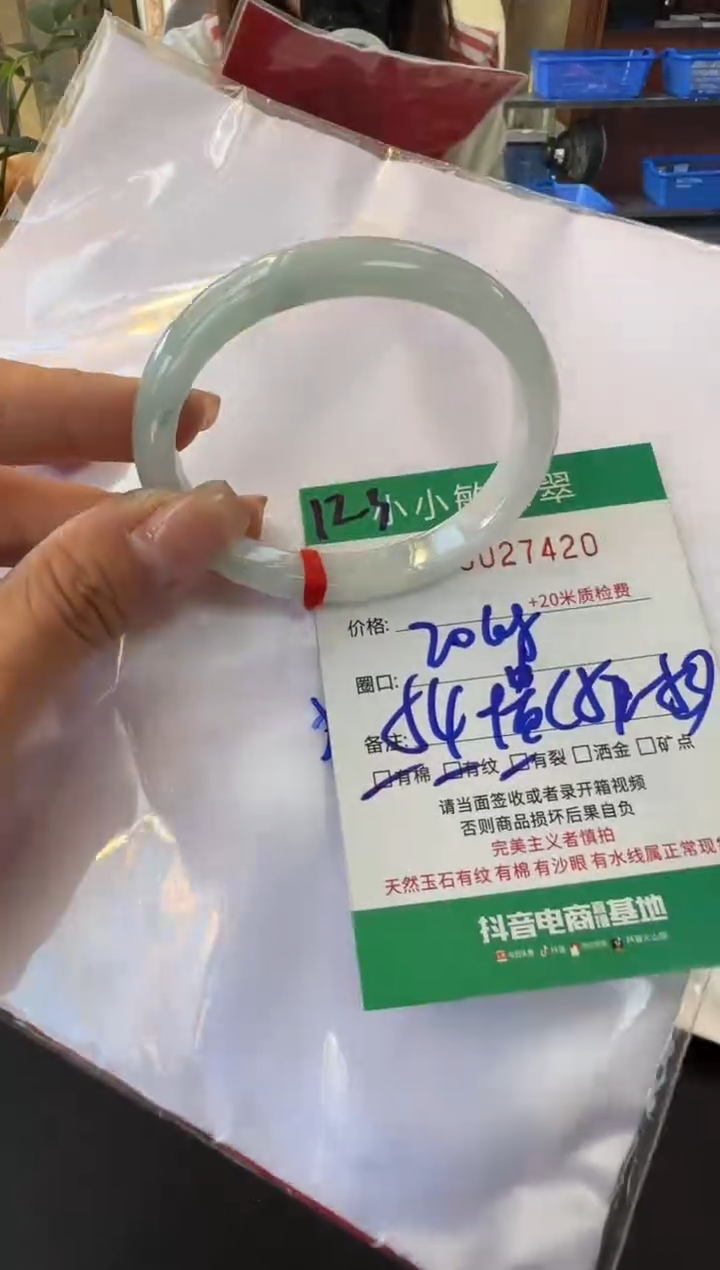 小小敏 翠
027420
+20米质检费
价格:
圈口:
54
备注:
有棉 有纹 有裂 洒金 矿点
请当面签收或者录开箱视频
否则商品损坏后果自负
完美主义者慎拍
天然玉石有纹 有棉 有沙眼 有水线属正常现
抖音电商 基地